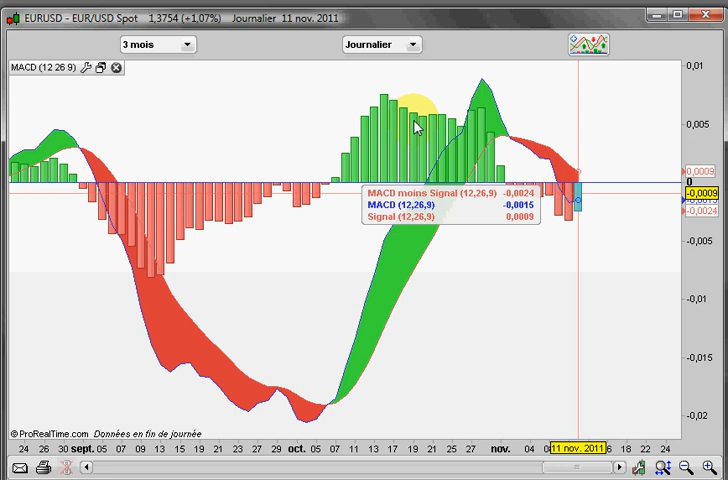 EURUSD - EUR/USD Spot 1,3754 (+1,07%) Journalier 11 nov. 2011
3 mois
Journalier
MACD (12 26 9)
0,01
0,005
0,0009
0
-0,0009
-0,0015
-0,0024
-0,005
-0,01
-0,015
-0,02
MACD moins Signal (12,26,9) -0,0024
MACD (12,26,9) -0,0015
Signal (12,26,9) 0,0009
© ProRealTime.com Données en fin de journée
24 26 30 sept. 05 07 09 13 15 19 21 23 27 29 oct. 05 07 11 13 17 19 21 25 27 nov. 04 11 nov. 2011 18 22 24